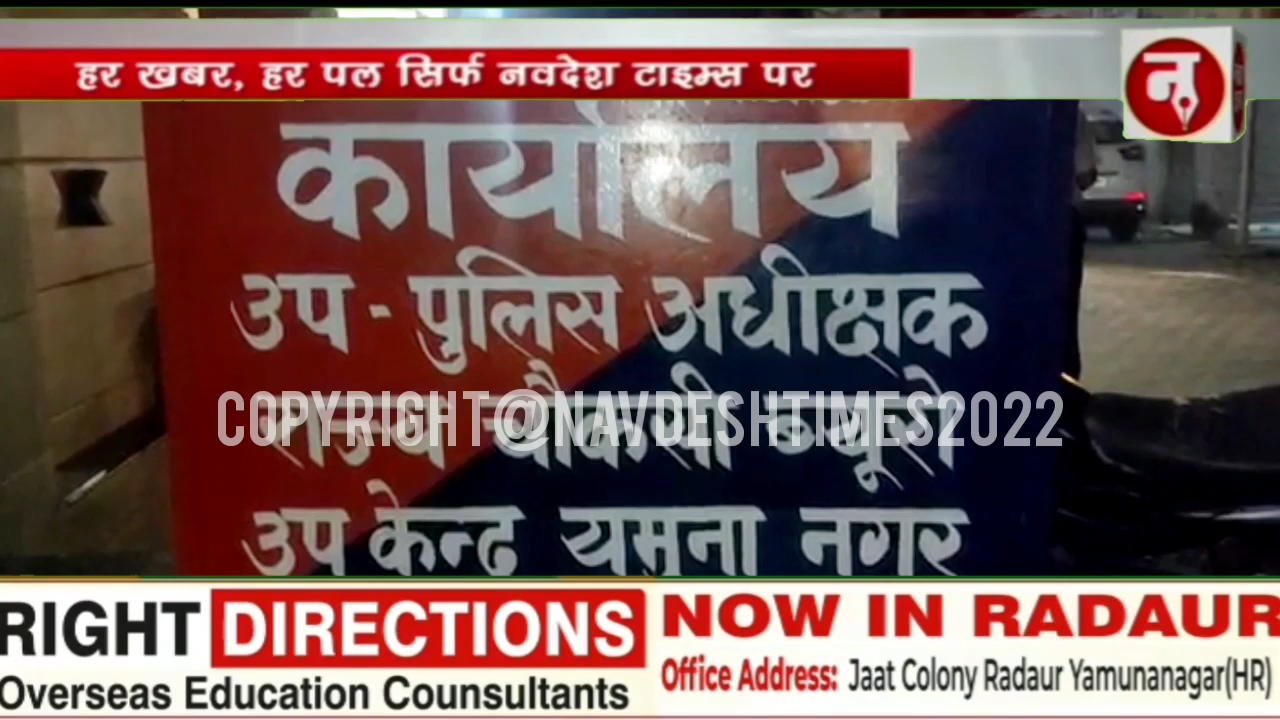 हर खबर, हर पल सिर्फ नवदेश टाइम्स पर
न
कार्यालय
उप - पुलिस अधीक्षक
राज्य चौकसी ब्यूरो
COPYRIGHT@NAVDESHTIMES2022
उप केन्द्र यमुना नगर
RIGHT DIRECTIONS
Overseas Education Counsultants
NOW IN RADAUR
Office Address: Jaat Colony Radaur Yamunanagar(HR)